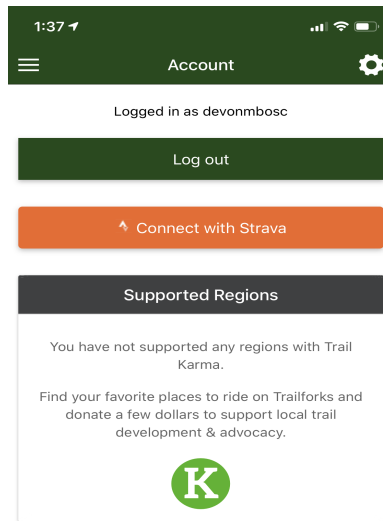 1:37
Account
Logged in as devonmbosc
Log out
Connect with Strava
Supported Regions
You have not supported any regions with Trail
Karma.
Find your favorite places to ride on Trailforks and
donate a few dollars to support local trail
development & advocacy.
K